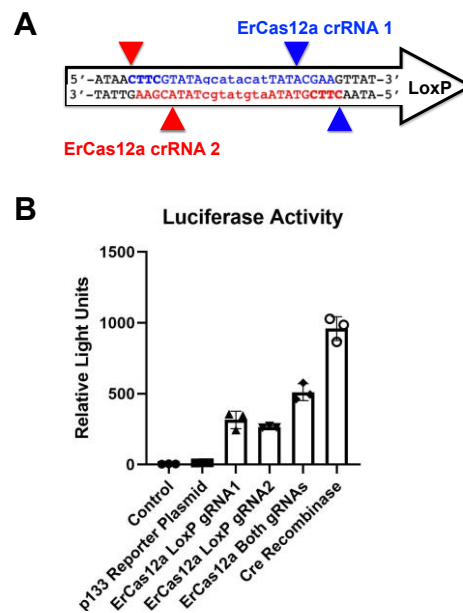 A
ErCas12a crRNA 1
5'-ATAACTTCGTATAgcatacatTATACGAAGTTAT-3'
3'-TATTGAAGCATATcgtatgtaATATGCTTCAATA-5'
LoxP
ErCas12a crRNA 2
B
Luciferase Activity
Relative Light Units
1500
1000
500
0
Control
p133 Reporter Plasmid
ErCas12a LoxP gRNA1
ErCas12a LoxP gRNA2
ErCas12a Both gRNAs
Cre Recombinase